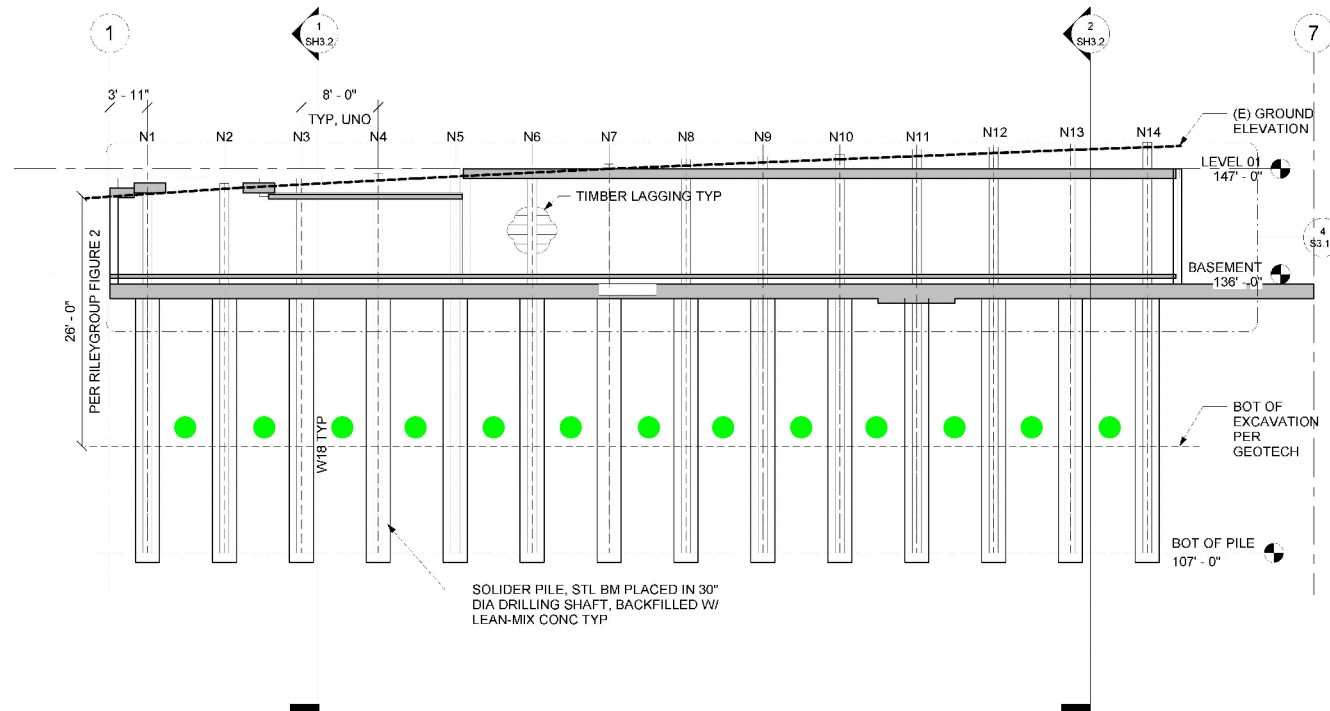 1
1
SH3.2
2
SH3.2
7
3' - 11"
8' - 0"
TYP, UNO
N1
N2
N3
N4
N5
N6
N7
N8
N9
N10
N11
N12
N13
N14
(E) GROUND
ELEVATION
LEVEL 01
147' - 0"
TIMBER LAGGING TYP
4
S3.1
BASEMENT
136' - 0"
26' - 0"
PER RILEYGROUP FIGURE 2
W18 TYP
BOT OF
EXCAVATION
PER
GEOTECH
BOT OF PILE
107' - 0"
SOLIDER PILE, STL BM PLACED IN 30"
DIA DRILLING SHAFT, BACKFILLED W/
LEAN-MIX CONC TYP